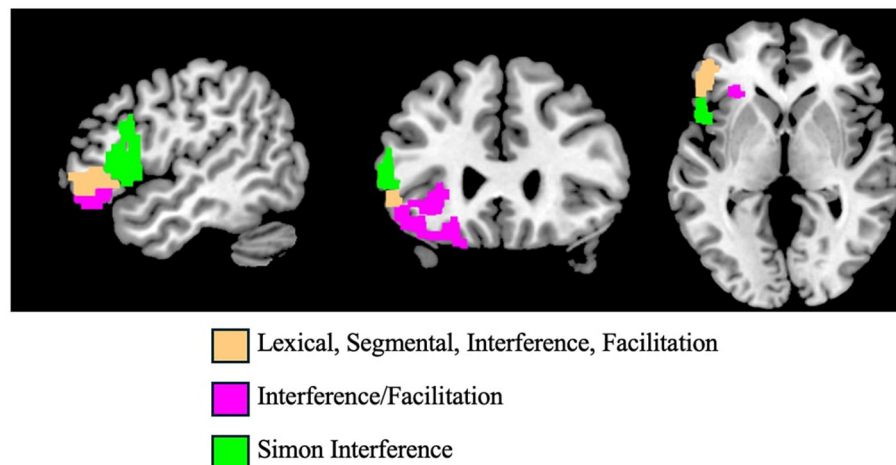 Lexical, Segmental, Interference, Facilitation
Interference/Facilitation
Simon Interference